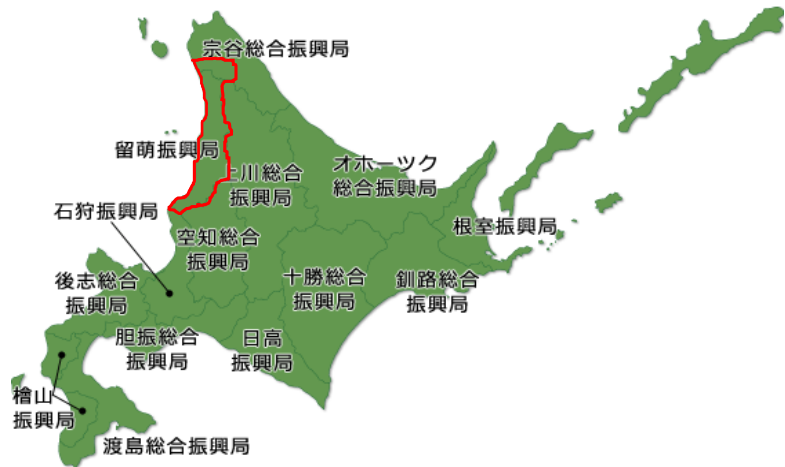 宗谷総合振興局
留萌振興局
上川総合
振興局
オホーツク
総合振興局
石狩振興局
空知総合
振興局
根室振興局
後志総合
振興局
十勝総合
振興局
釧路総合
振興局
胆振総合
振興局
日高
振興局
檜山
振興局
渡島総合振興局